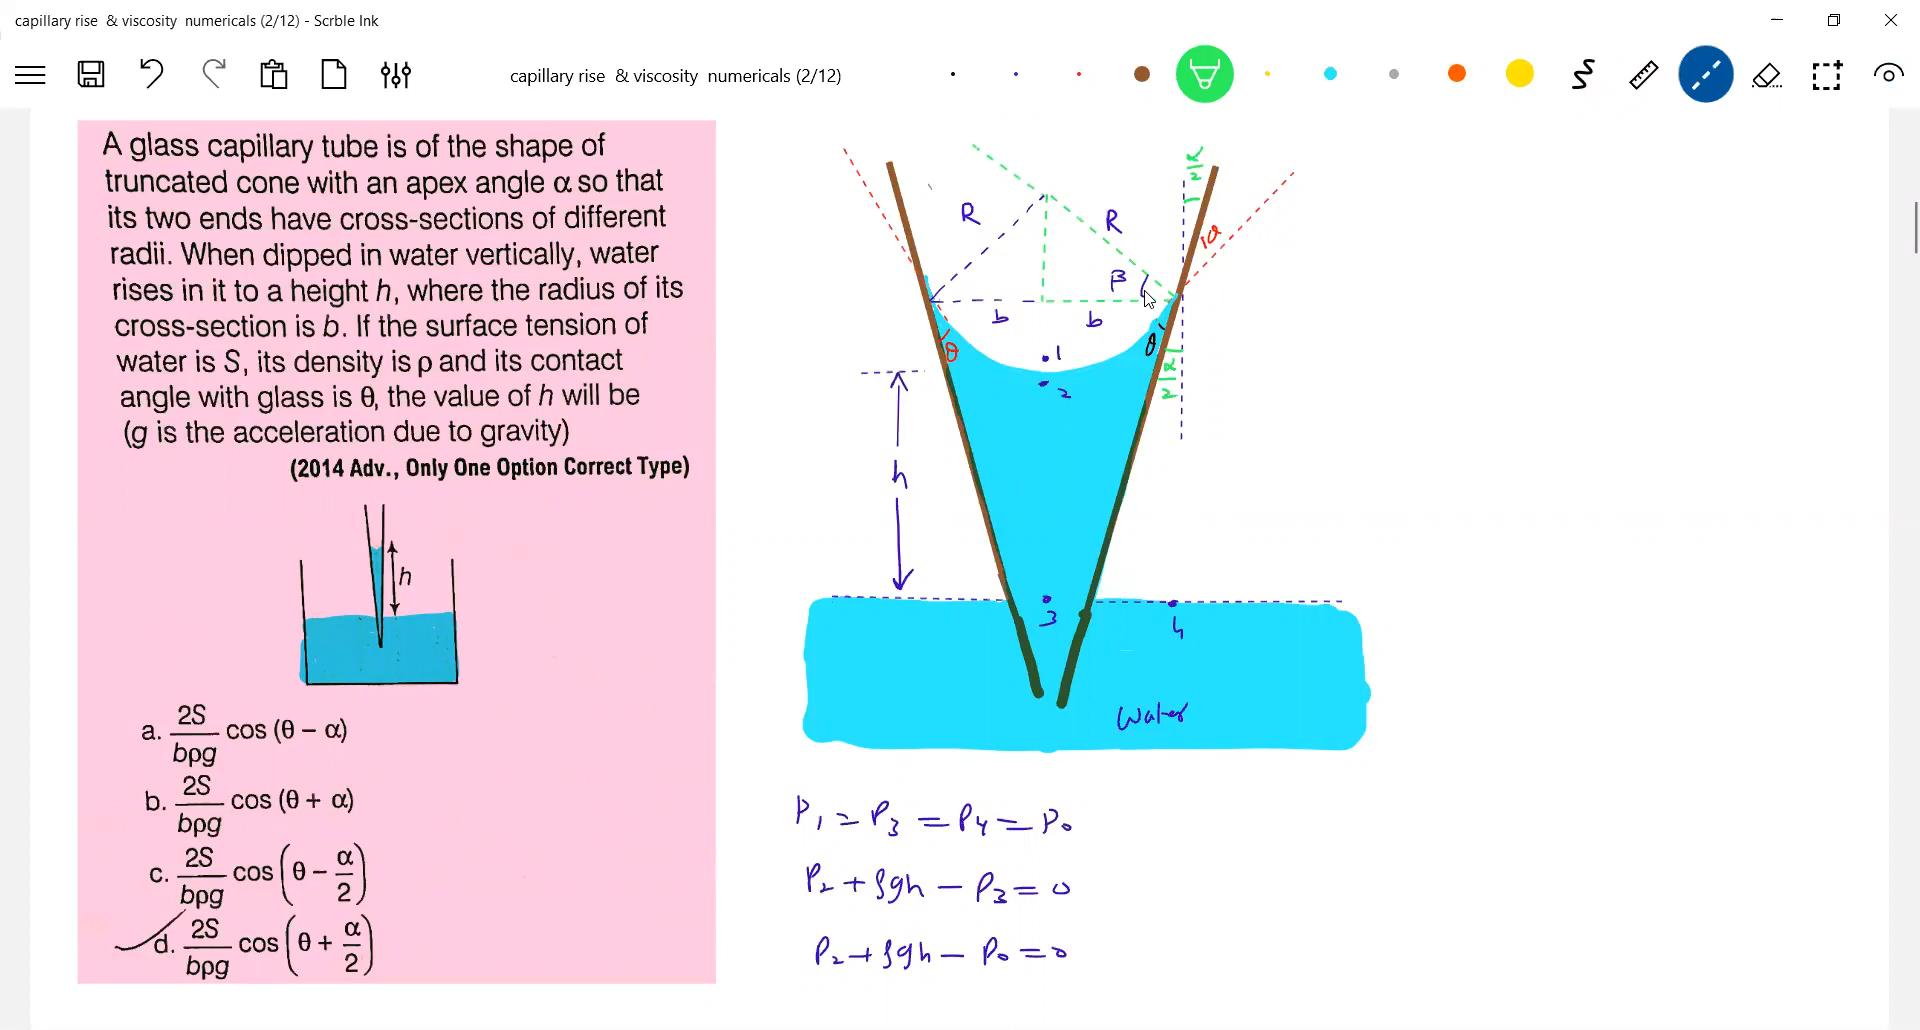 capillary rise & viscosity numericals (2/12) - Scrble Ink
capillary rise & viscosity numericals (2/12)
A glass capillary tube is of the shape of
truncated cone with an apex angle α so that
its two ends have cross-sections of different
radii. When dipped in water vertically, water
rises in it to a height h, where the radius of its
cross-section is b. If the surface tension of
water is S, its density is ρ and its contact
angle with glass is θ, the value of h will be
(g is the acceleration due to gravity)
(2014 Adv., Only One Option Correct Type)
h
a. 2S/bρg cos (θ − α)
b. 2S/bρg cos (θ + α)
c. 2S/bρg cos (θ − α/2)
d. 2S/bρg cos (θ + α/2)
α/2
R
R
θ
β
b
b
θ
θ
1
2
α/2
h
3
4
Water
P₁ = P₃ = P₄ = P₀
P₂ + ρgh − P₃ = 0
P₂ + ρgh − P₀ = 0